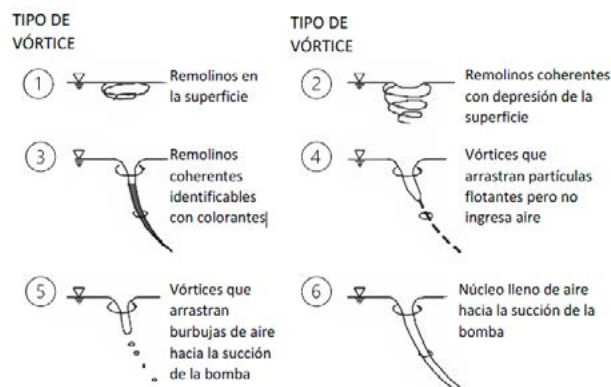 TIPO DE
VÓRTICE
TIPO DE
VÓRTICE
1
Remolinos en
la superficie
2
Remolinos coherentes
con depresión de la
superficie
3
Remolinos
coherentes
identificables
con colorantes
4
Vórtices que
arrastran partículas
flotantes pero no
ingresa aire
5
Vórtices que
arrastran
burbujas de aire
hacia la succión
de la bomba
6
Núcleo lleno de aire
hacia la succión de la
bomba